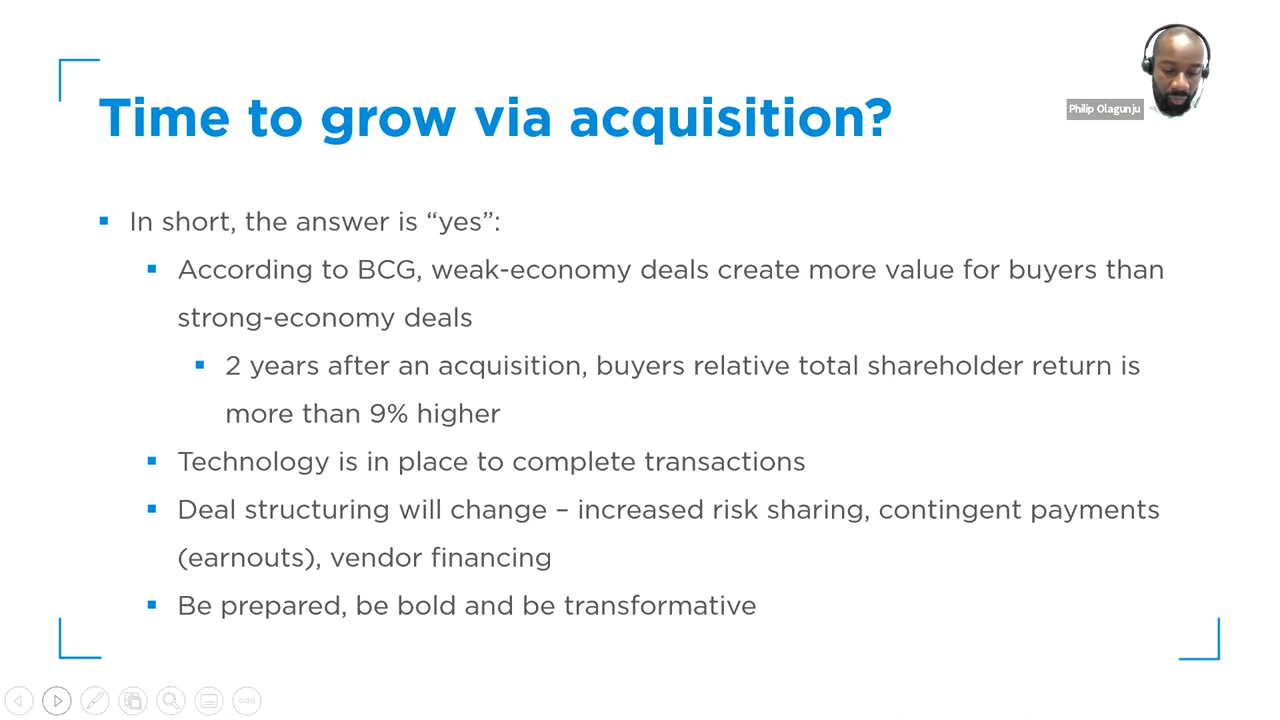 Philip Olagunju
Time to grow via acquisition?
In short, the answer is “yes”:
According to BCG, weak-economy deals create more value for buyers than
strong-economy deals
2 years after an acquisition, buyers relative total shareholder return is
more than 9% higher
Technology is in place to complete transactions
Deal structuring will change – increased risk sharing, contingent payments
(earnouts), vendor financing
Be prepared, be bold and be transformative